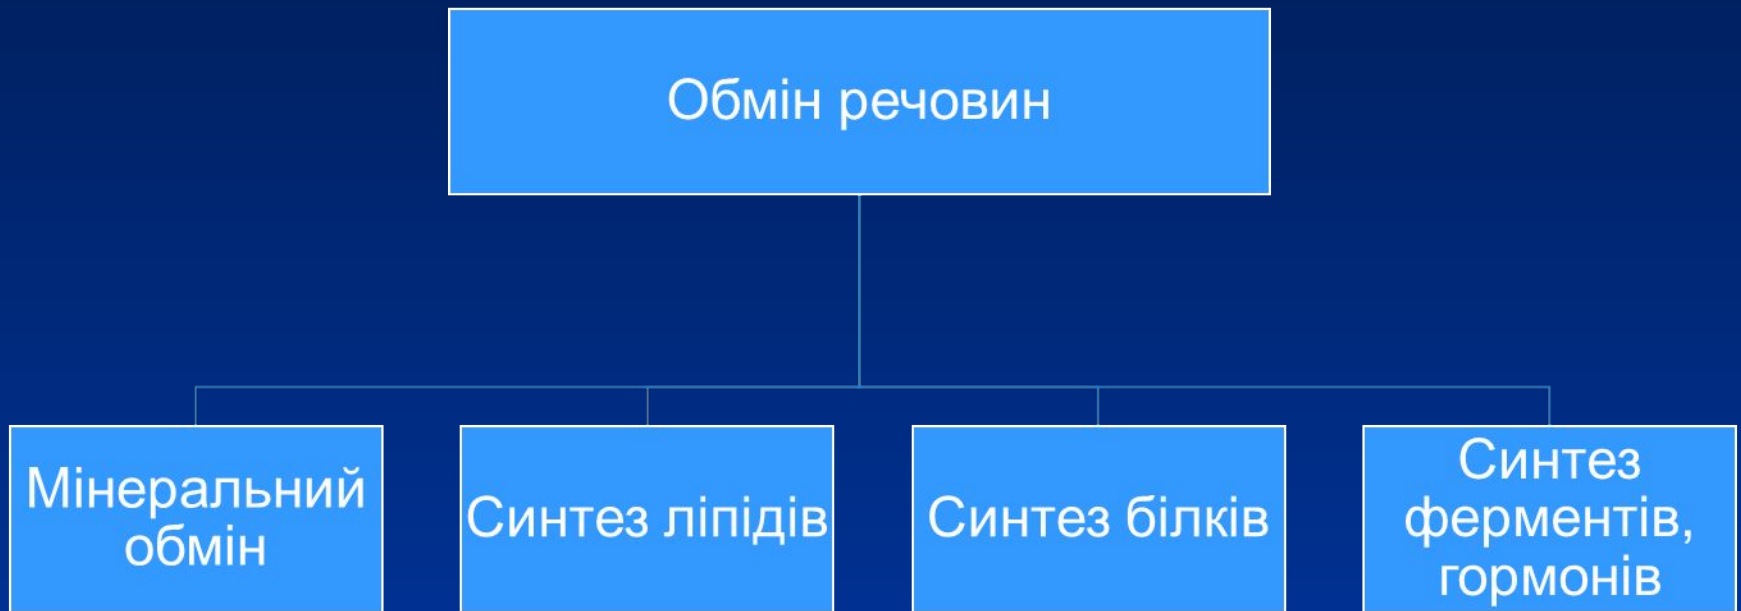 Обмін речовин
Мінеральний
обмін
Синтез ліпідів
Синтез білків
Синтез
ферментів,
гормонів